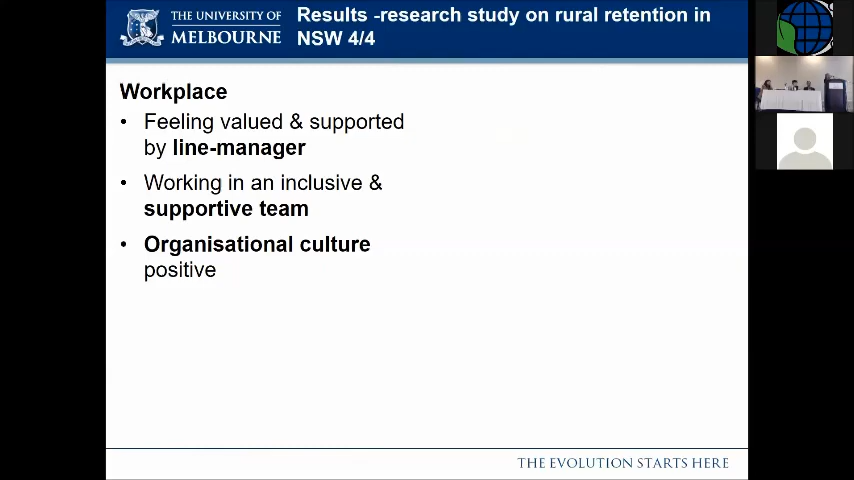 THE UNIVERSITY OF
MELBOURNE
Results -research study on rural retention in
NSW 4/4
Workplace
• Feeling valued & supported
by line-manager
• Working in an inclusive &
supportive team
• Organisational culture
positive
THE EVOLUTION STARTS HERE